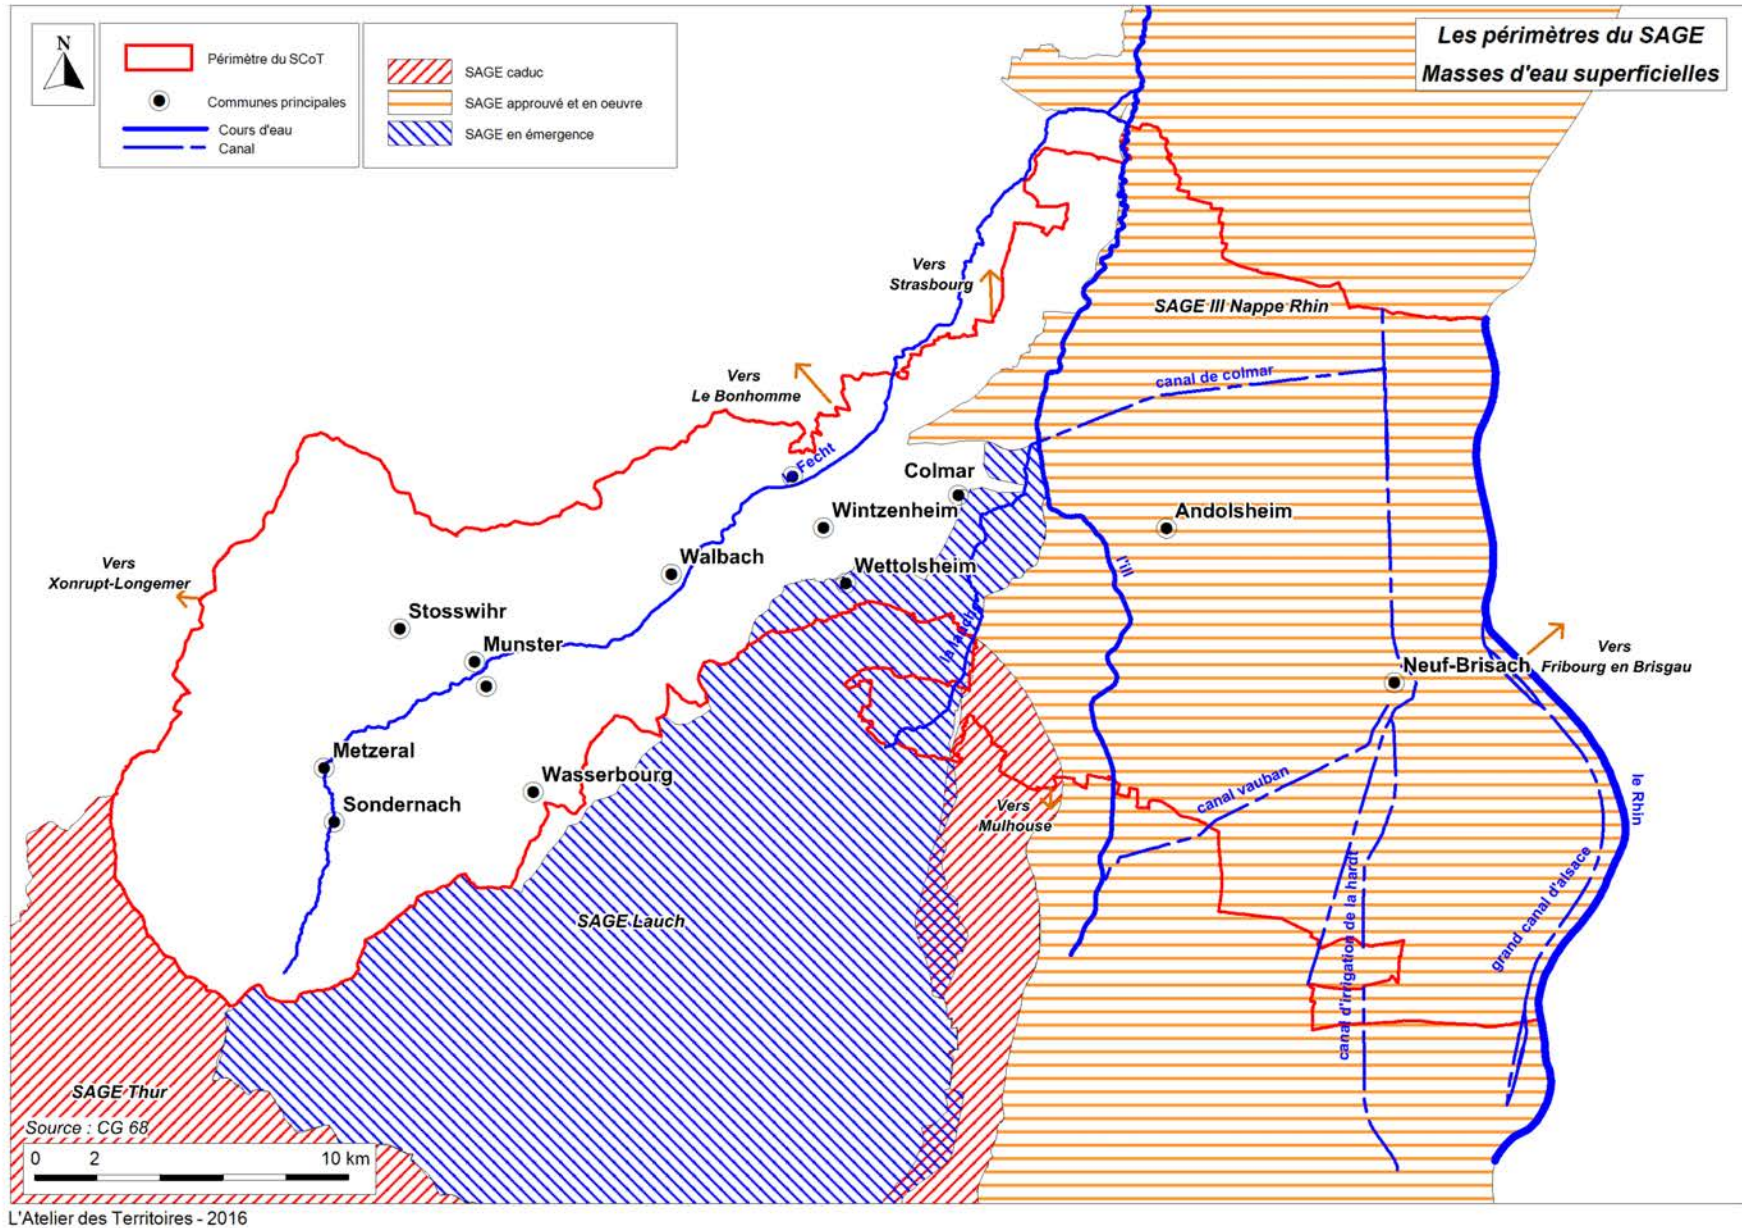 Les périmètres du SAGE
Masses d'eau superficielles
N
Périmètre du SCoT
Communes principales
Cours d'eau
Canal
SAGE caduc
SAGE approuvé et en oeuvre
SAGE en émergence
Vers
Strasbourg
SAGE III Nappe Rhin
Vers
Le Bonhomme
canal de colmar
la Fecht
Colmar
Wintzenheim
Andolsheim
Walbach
Wettolsheim
l'ill
Vers
Xonrupt-Longemer
Stosswihr
Munster
la lauch
Neuf-Brisach
Vers
Fribourg en Brisgau
Metzeral
Wasserbourg
Sondernach
Vers
Mulhouse
canal vauban
le Rhin
canal d'irrigation de la hardt
grand canal d'alsace
SAGE Lauch
SAGE Thur
Source : CG 68
0 2 10 km
L'Atelier des Territoires - 2016